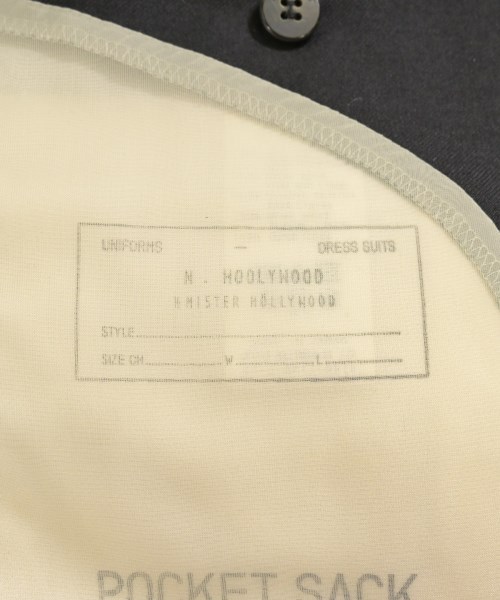 UNIFORMS — DRESS SUITS
N. HOOLYWOOD
N MISTER HOLLYWOOD
STYLE
SIZE CH. W. L.
POCKET SACK